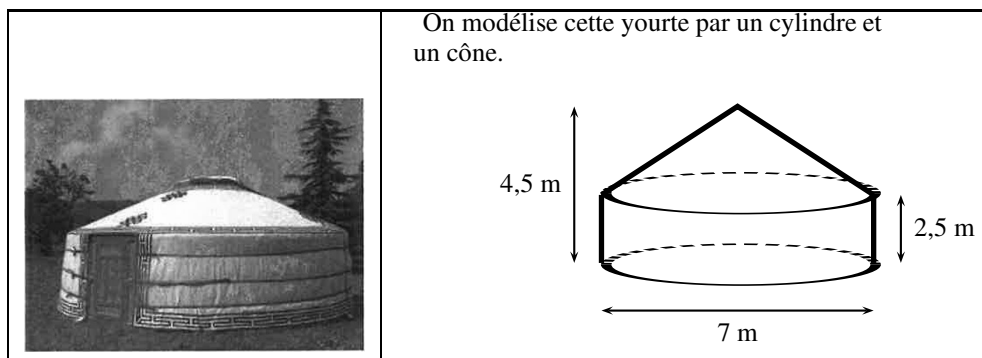 On modélise cette yourte par un cylindre et
un cône.
4,5 m
2,5 m
7 m